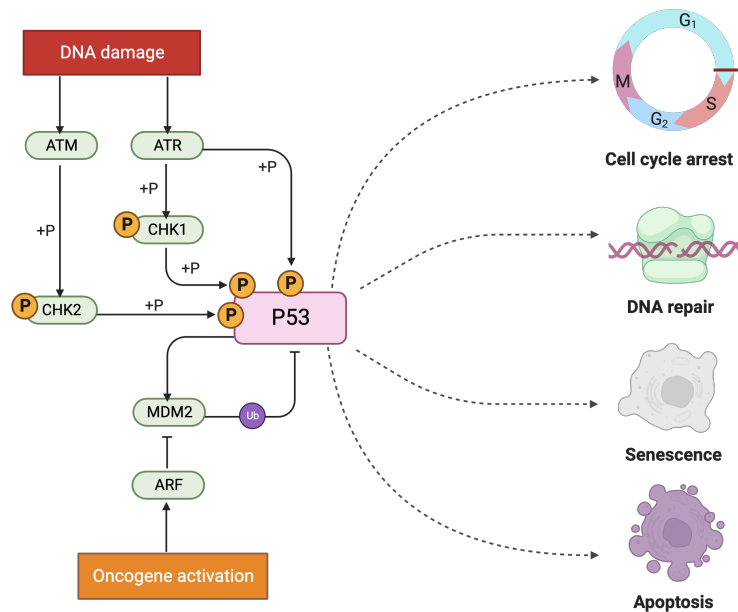 DNA damage
ATM
ATR
+P
+P
+P
P
CHK1
+P
P
CHK2
+P
P
P
P
P53
MDM2
Ub
ARF
Oncogene activation
G1
M
S
G2
Cell cycle arrest
DNA repair
Senescence
Apoptosis